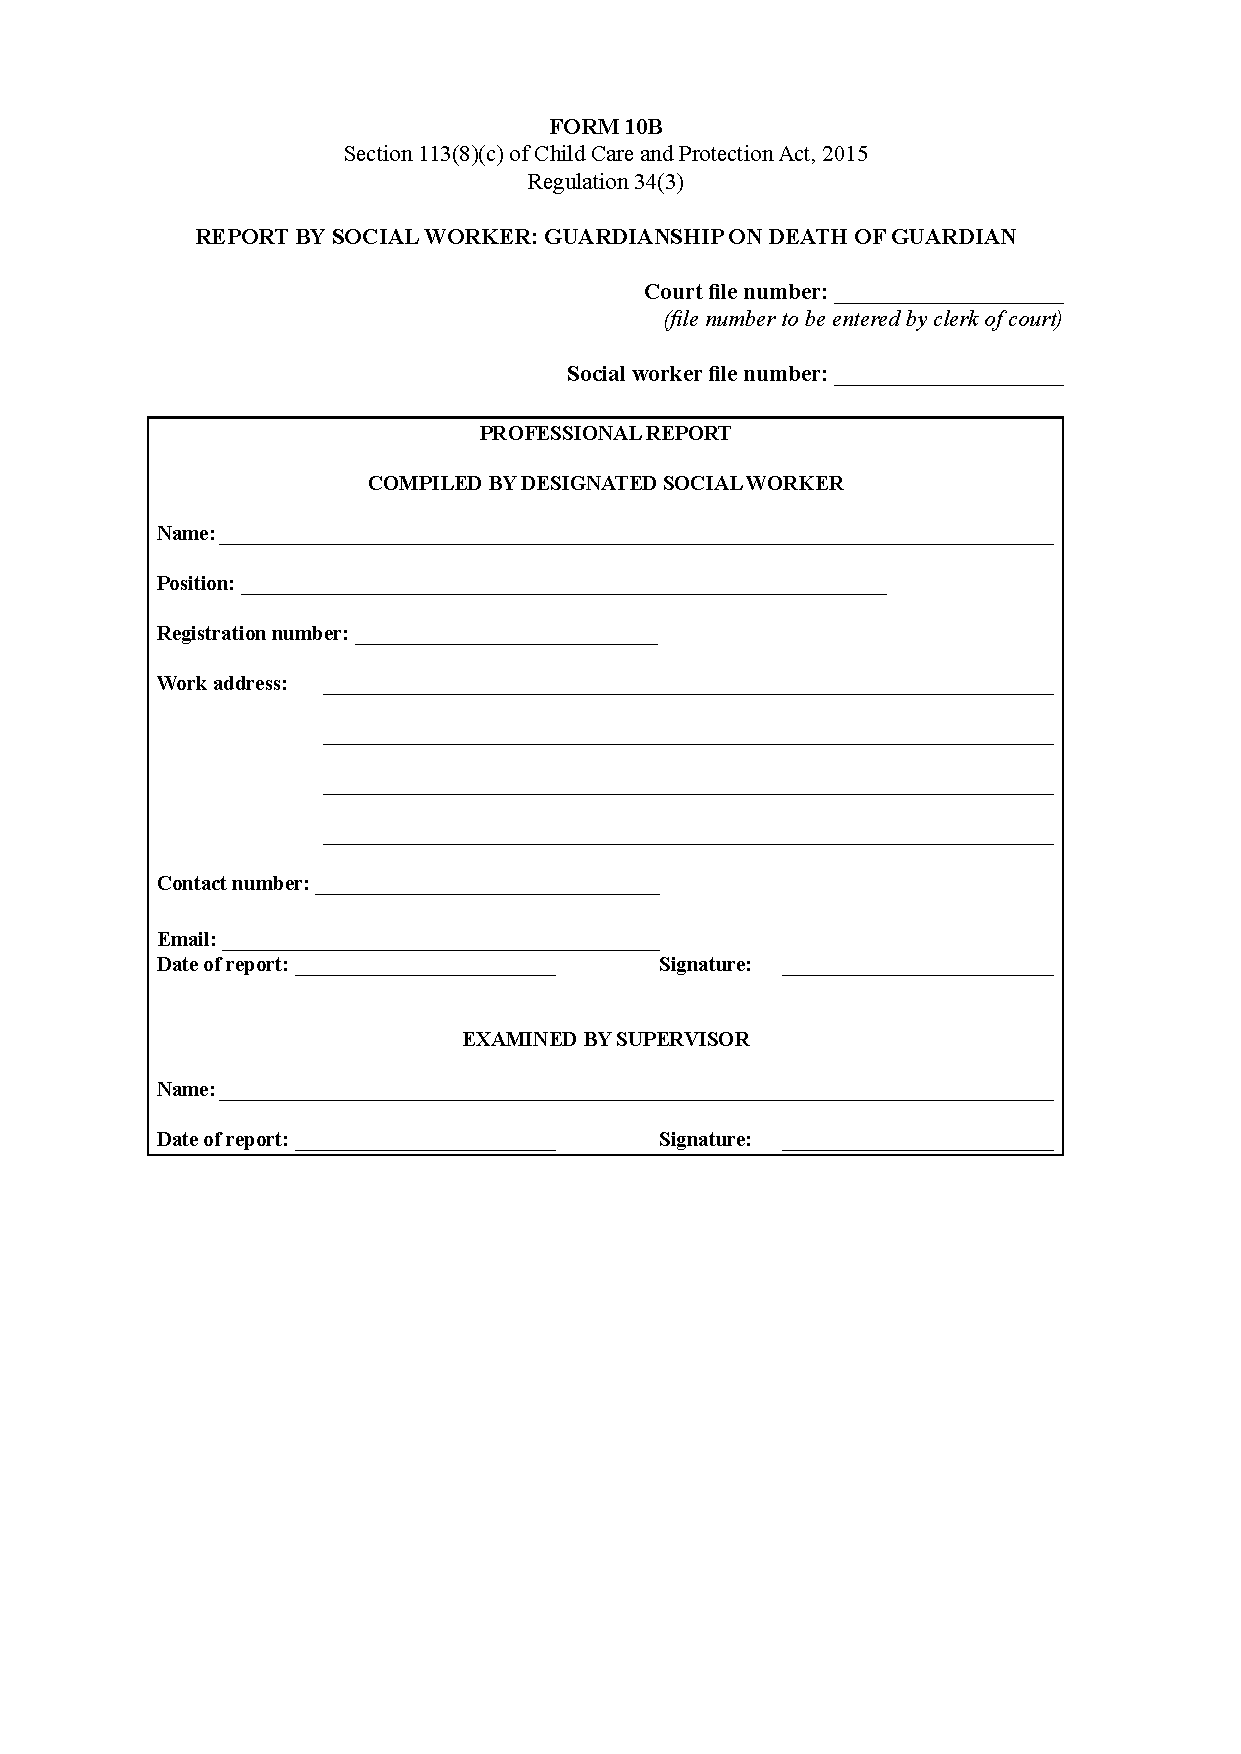 FORM 10B
Section 113(8)(c) of Child Care and Protection Act, 2015
Regulation 34(3)
REPORT BY SOCIAL WORKER: GUARDIANSHIP ON DEATH OF GUARDIAN
Court file number: ____________________
(file number to be entered by clerk of court)
Social worker file number: ____________________
PROFESSIONAL REPORT
COMPILED BY DESIGNATED SOCIAL WORKER
Name:
Position:
Registration number:
Work address:
Contact number:
Email:
Date of report: Signature:
EXAMINED BY SUPERVISOR
Name:
Date of report: Signature: